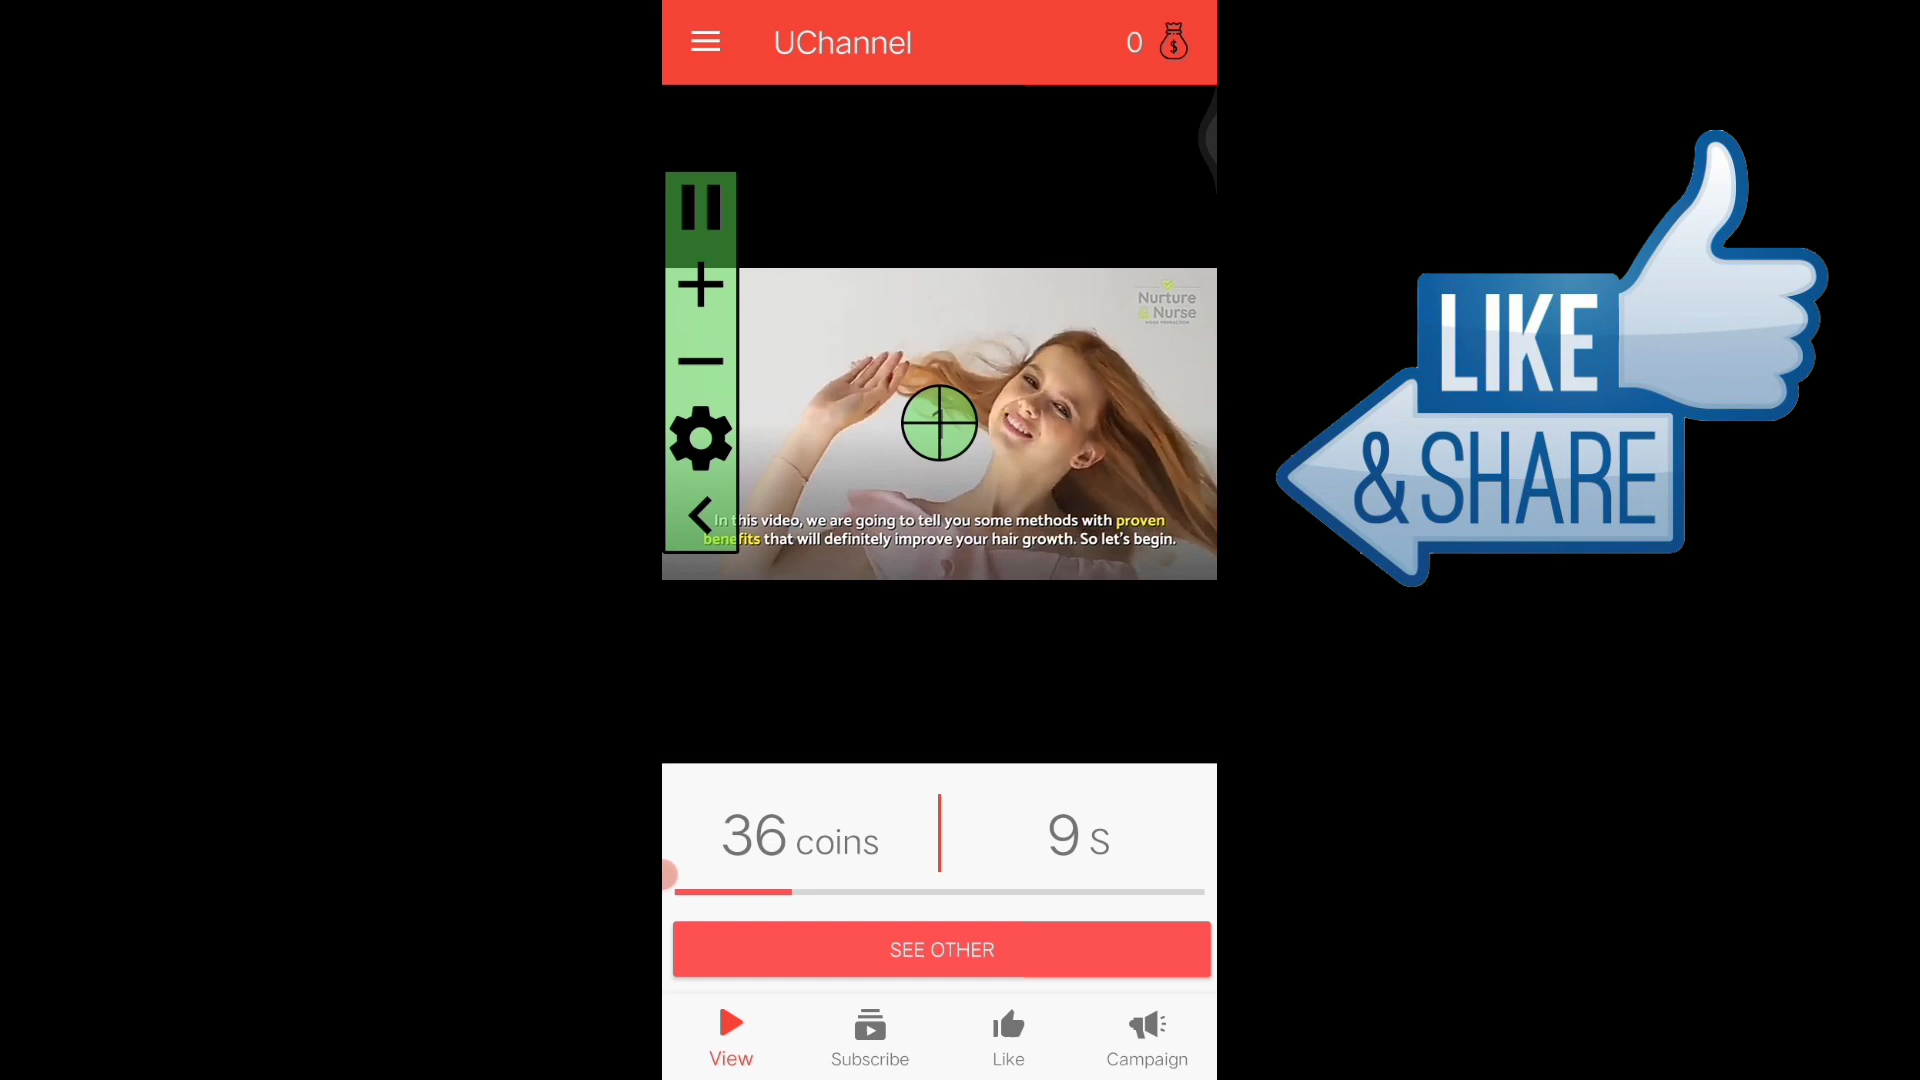 UChannel
0
Nurture
& Nurse
In this video, we are going to tell you some methods with proven
benefits that will definitely improve your hair growth. So let's begin.
LIKE
& SHARE
36 coins
9 S
SEE OTHER
View
Subscribe
Like
Campaign